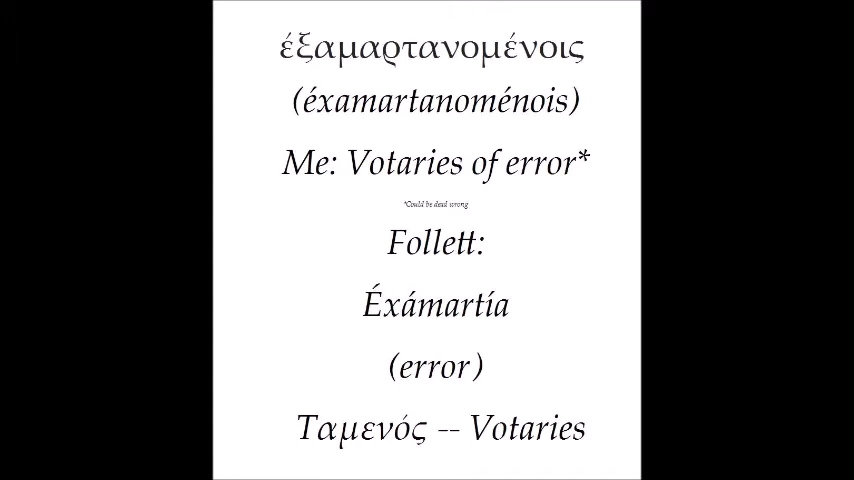 έξαμαρτανομένοις
(éxamartanoménois)
Me: Votaries of error*
*Could be dead wrong
Follett:
Éxámartía
(error)
Ταμενός -- Votaries